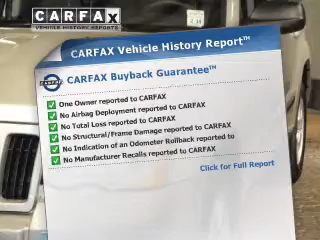 CARFAX
VEHICLE HISTORY REPORTS
CARFAX Vehicle History Report™
CARFAX Buyback Guarantee™
One Owner reported to CARFAX
No Airbag Deployment reported to CARFAX
No Total Loss reported to CARFAX
No Structural/Frame Damage reported to CARFAX
No Indication of an Odometer Rollback reported to
No Manufacturer Recalls reported to CARFAX
Click for Full Report